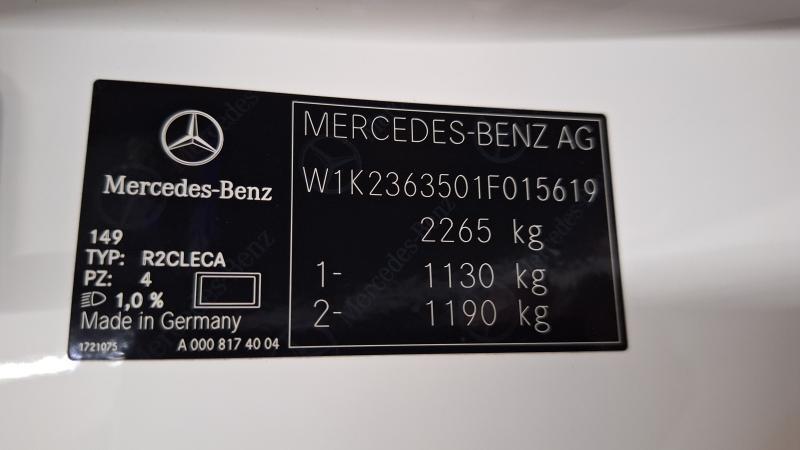 Mercedes-Benz
149
TYP: R2CLECA
PZ: 4
1,0 %
Made in Germany
1721075 A 000 817 40 04
MERCEDES-BENZ AG
W1K2363501F015619
2265 kg
1- 1130 kg
2- 1190 kg